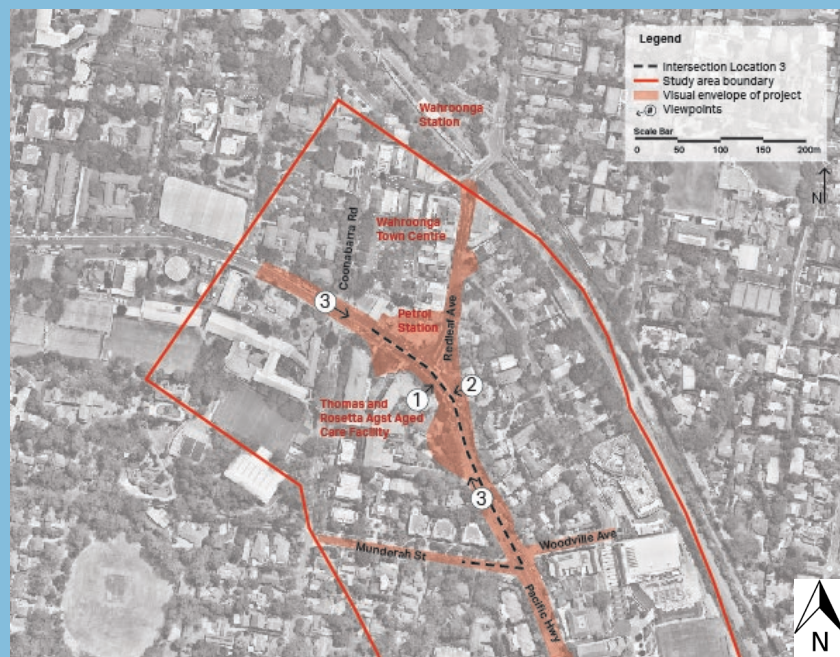 Legend
Intersection Location 3
Study area boundary
Visual envelope of project
# Viewpoints
Scale Bar
0 50 100 150 200m
N
Wahroonga
Station
Coonabarra Rd
Wahroonga
Town Centre
3
Petrol
Station
Redleaf Ave
1
2
Thomas and
Rosetta Agst Aged
Care Facility
3
Munderah St
Woodville Ave
Pacific Hwy
N